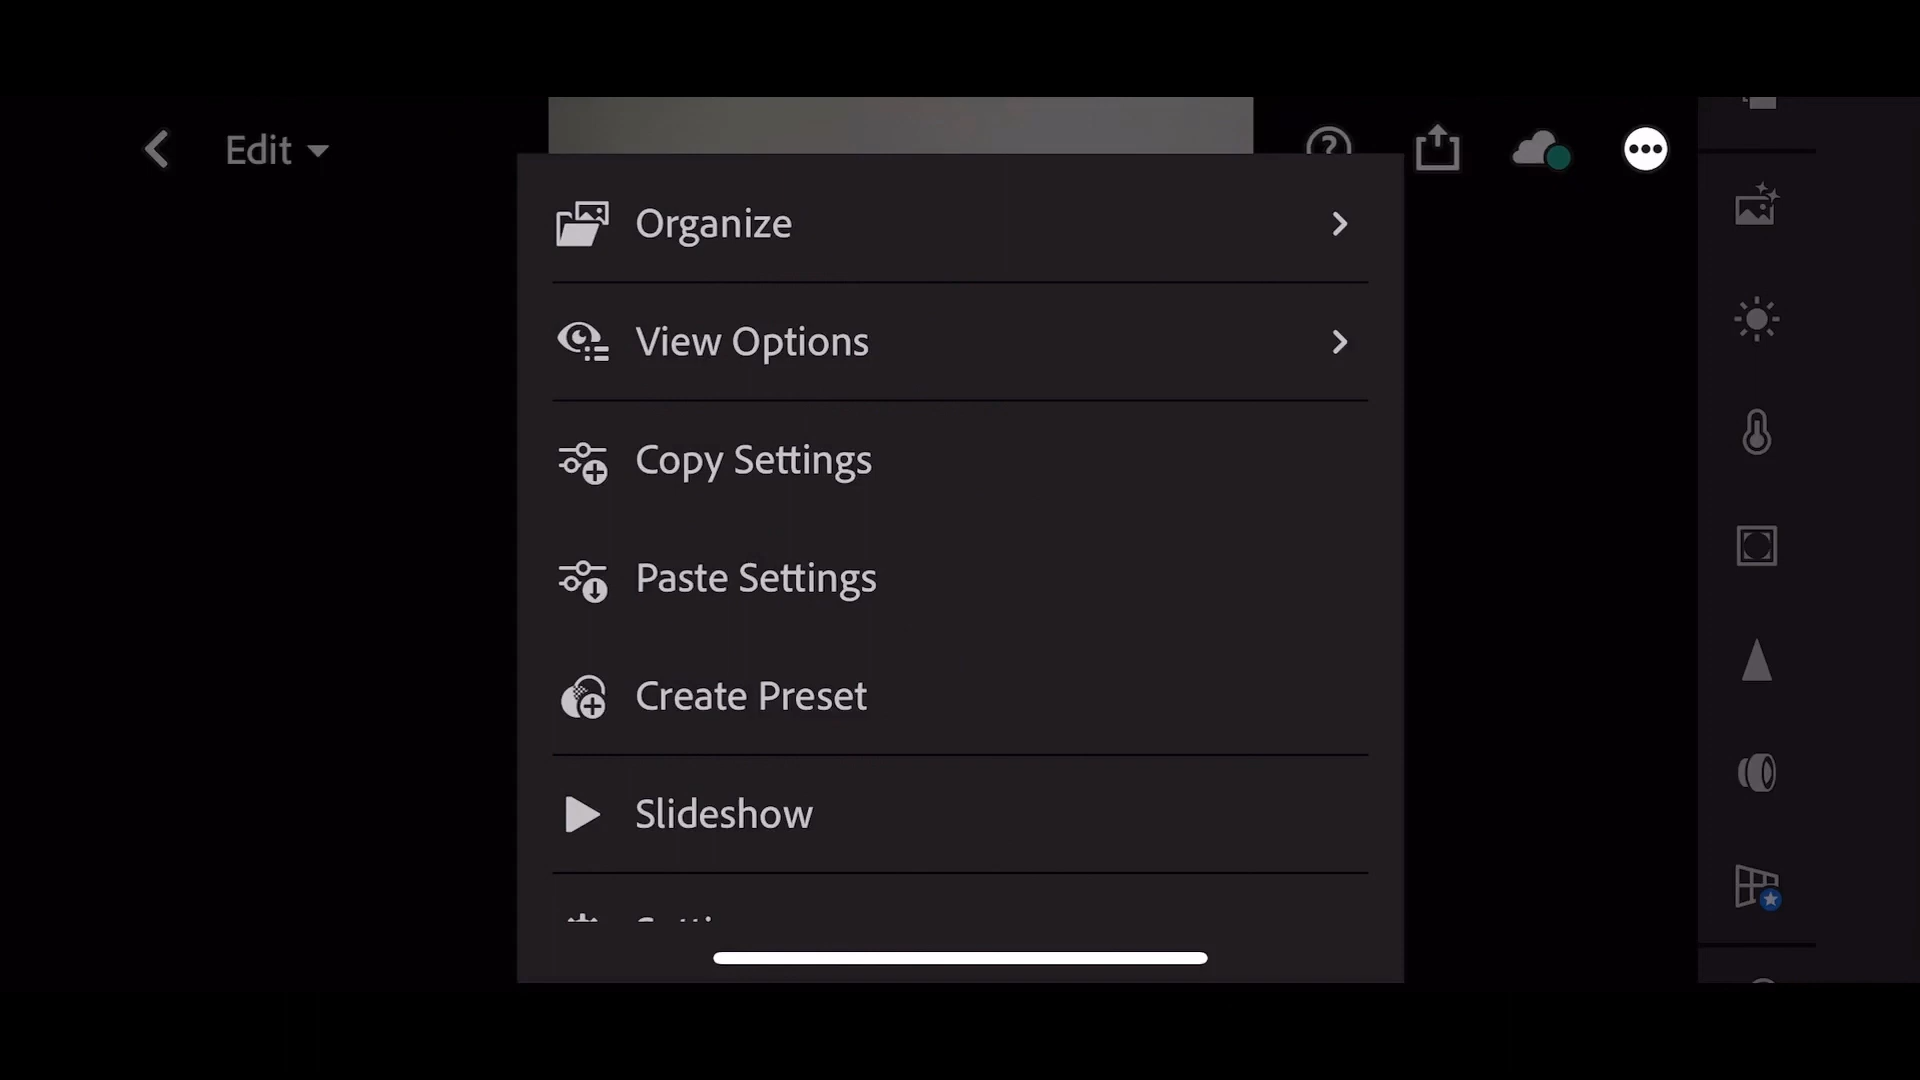 Edit
Organize
View Options
Copy Settings
Paste Settings
Create Preset
Slideshow